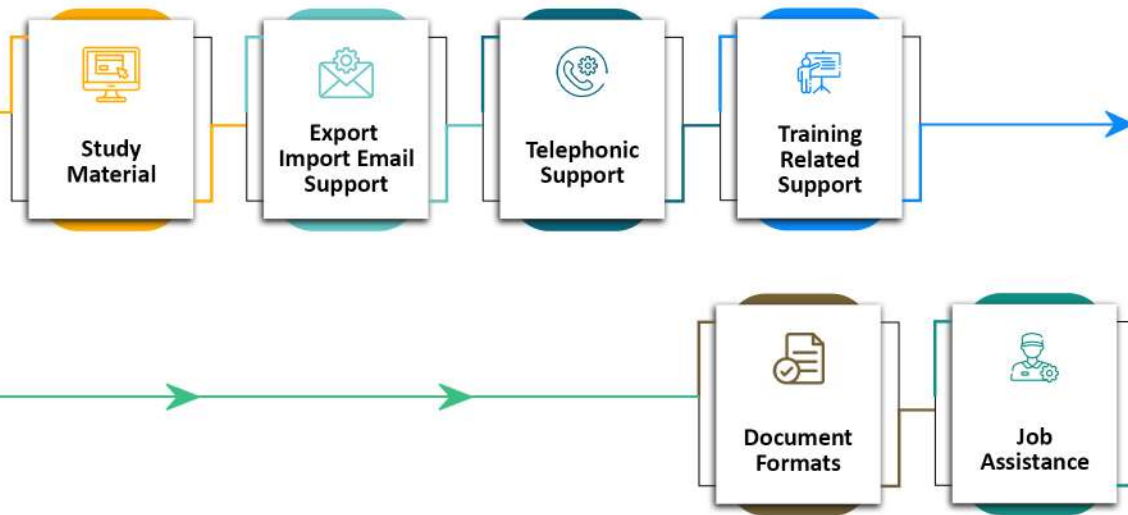 Study
Material
Export
Import Email
Support
Telephonic
Support
Training
Related
Support
Document
Formats
Job
Assistance